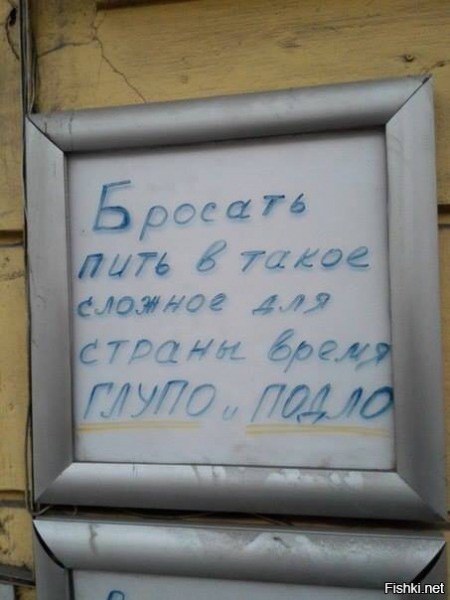 Бросать
пить в такое
сложное для
страны время
ГЛУПО и ПОДЛО
Fishki.net